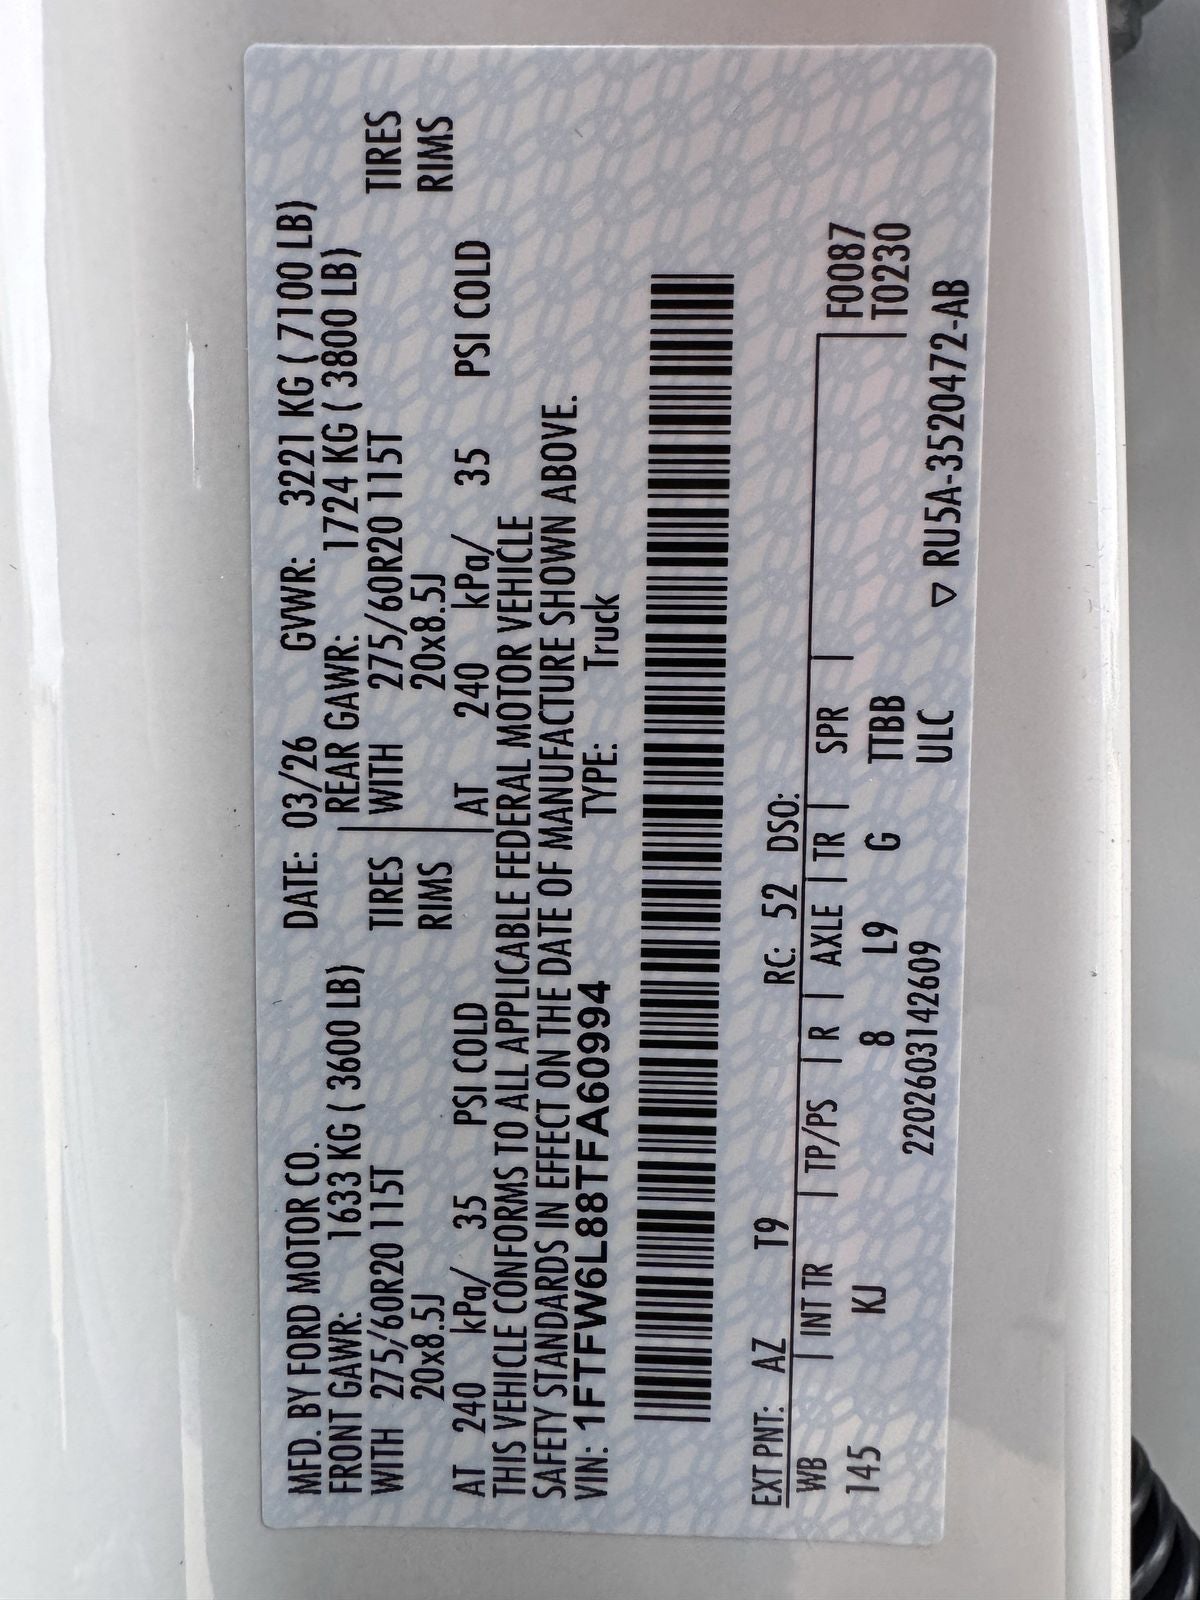 MFD. BY FORD MOTOR CO. DATE: 03/26 GVWR: 3221 KG ( 7100 LB)
FRONT GAWR: 1633 KG ( 3600 LB) REAR GAWR: 1724 KG ( 3800 LB)
WITH 275/60R20 115T TIRES WITH 275/60R20 115T TIRES
20x8.5J RIMS 20x8.5J RIMS
AT 240 kPa/ 35 PSI COLD AT 240 kPa/ 35 PSI COLD
THIS VEHICLE CONFORMS TO ALL APPLICABLE FEDERAL MOTOR VEHICLE
SAFETY STANDARDS IN EFFECT ON THE DATE OF MANUFACTURE SHOWN ABOVE.
VIN: 1FTFW6L88TFA60994 TYPE: Truck
EXT PNT: AZ T9 RC: 52 DSO:
WB INT TR TP/PS R AXLE TR SPR F0087
145 KJ 8 L9 G TTBB T0230
2202603142609 ULC ▽ RU5A-3520472-AB